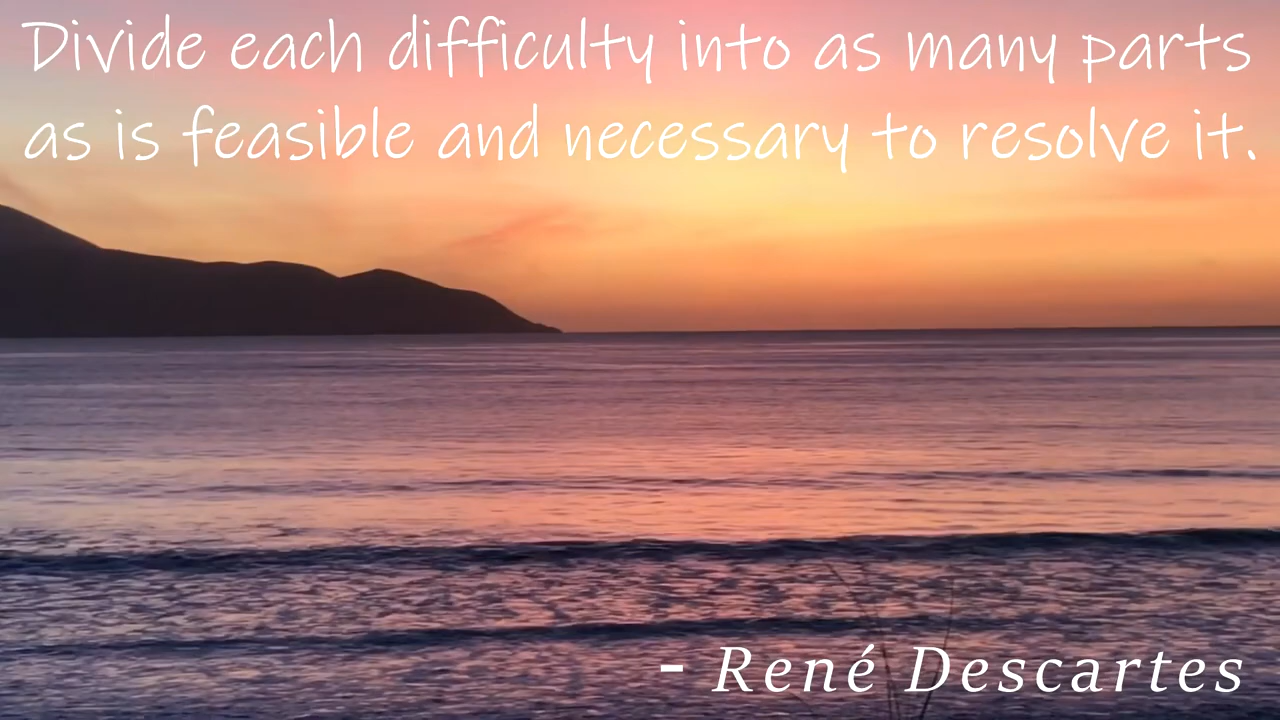 Divide each difficulty into as many parts
as is feasible and necessary to resolve it.
- René Descartes